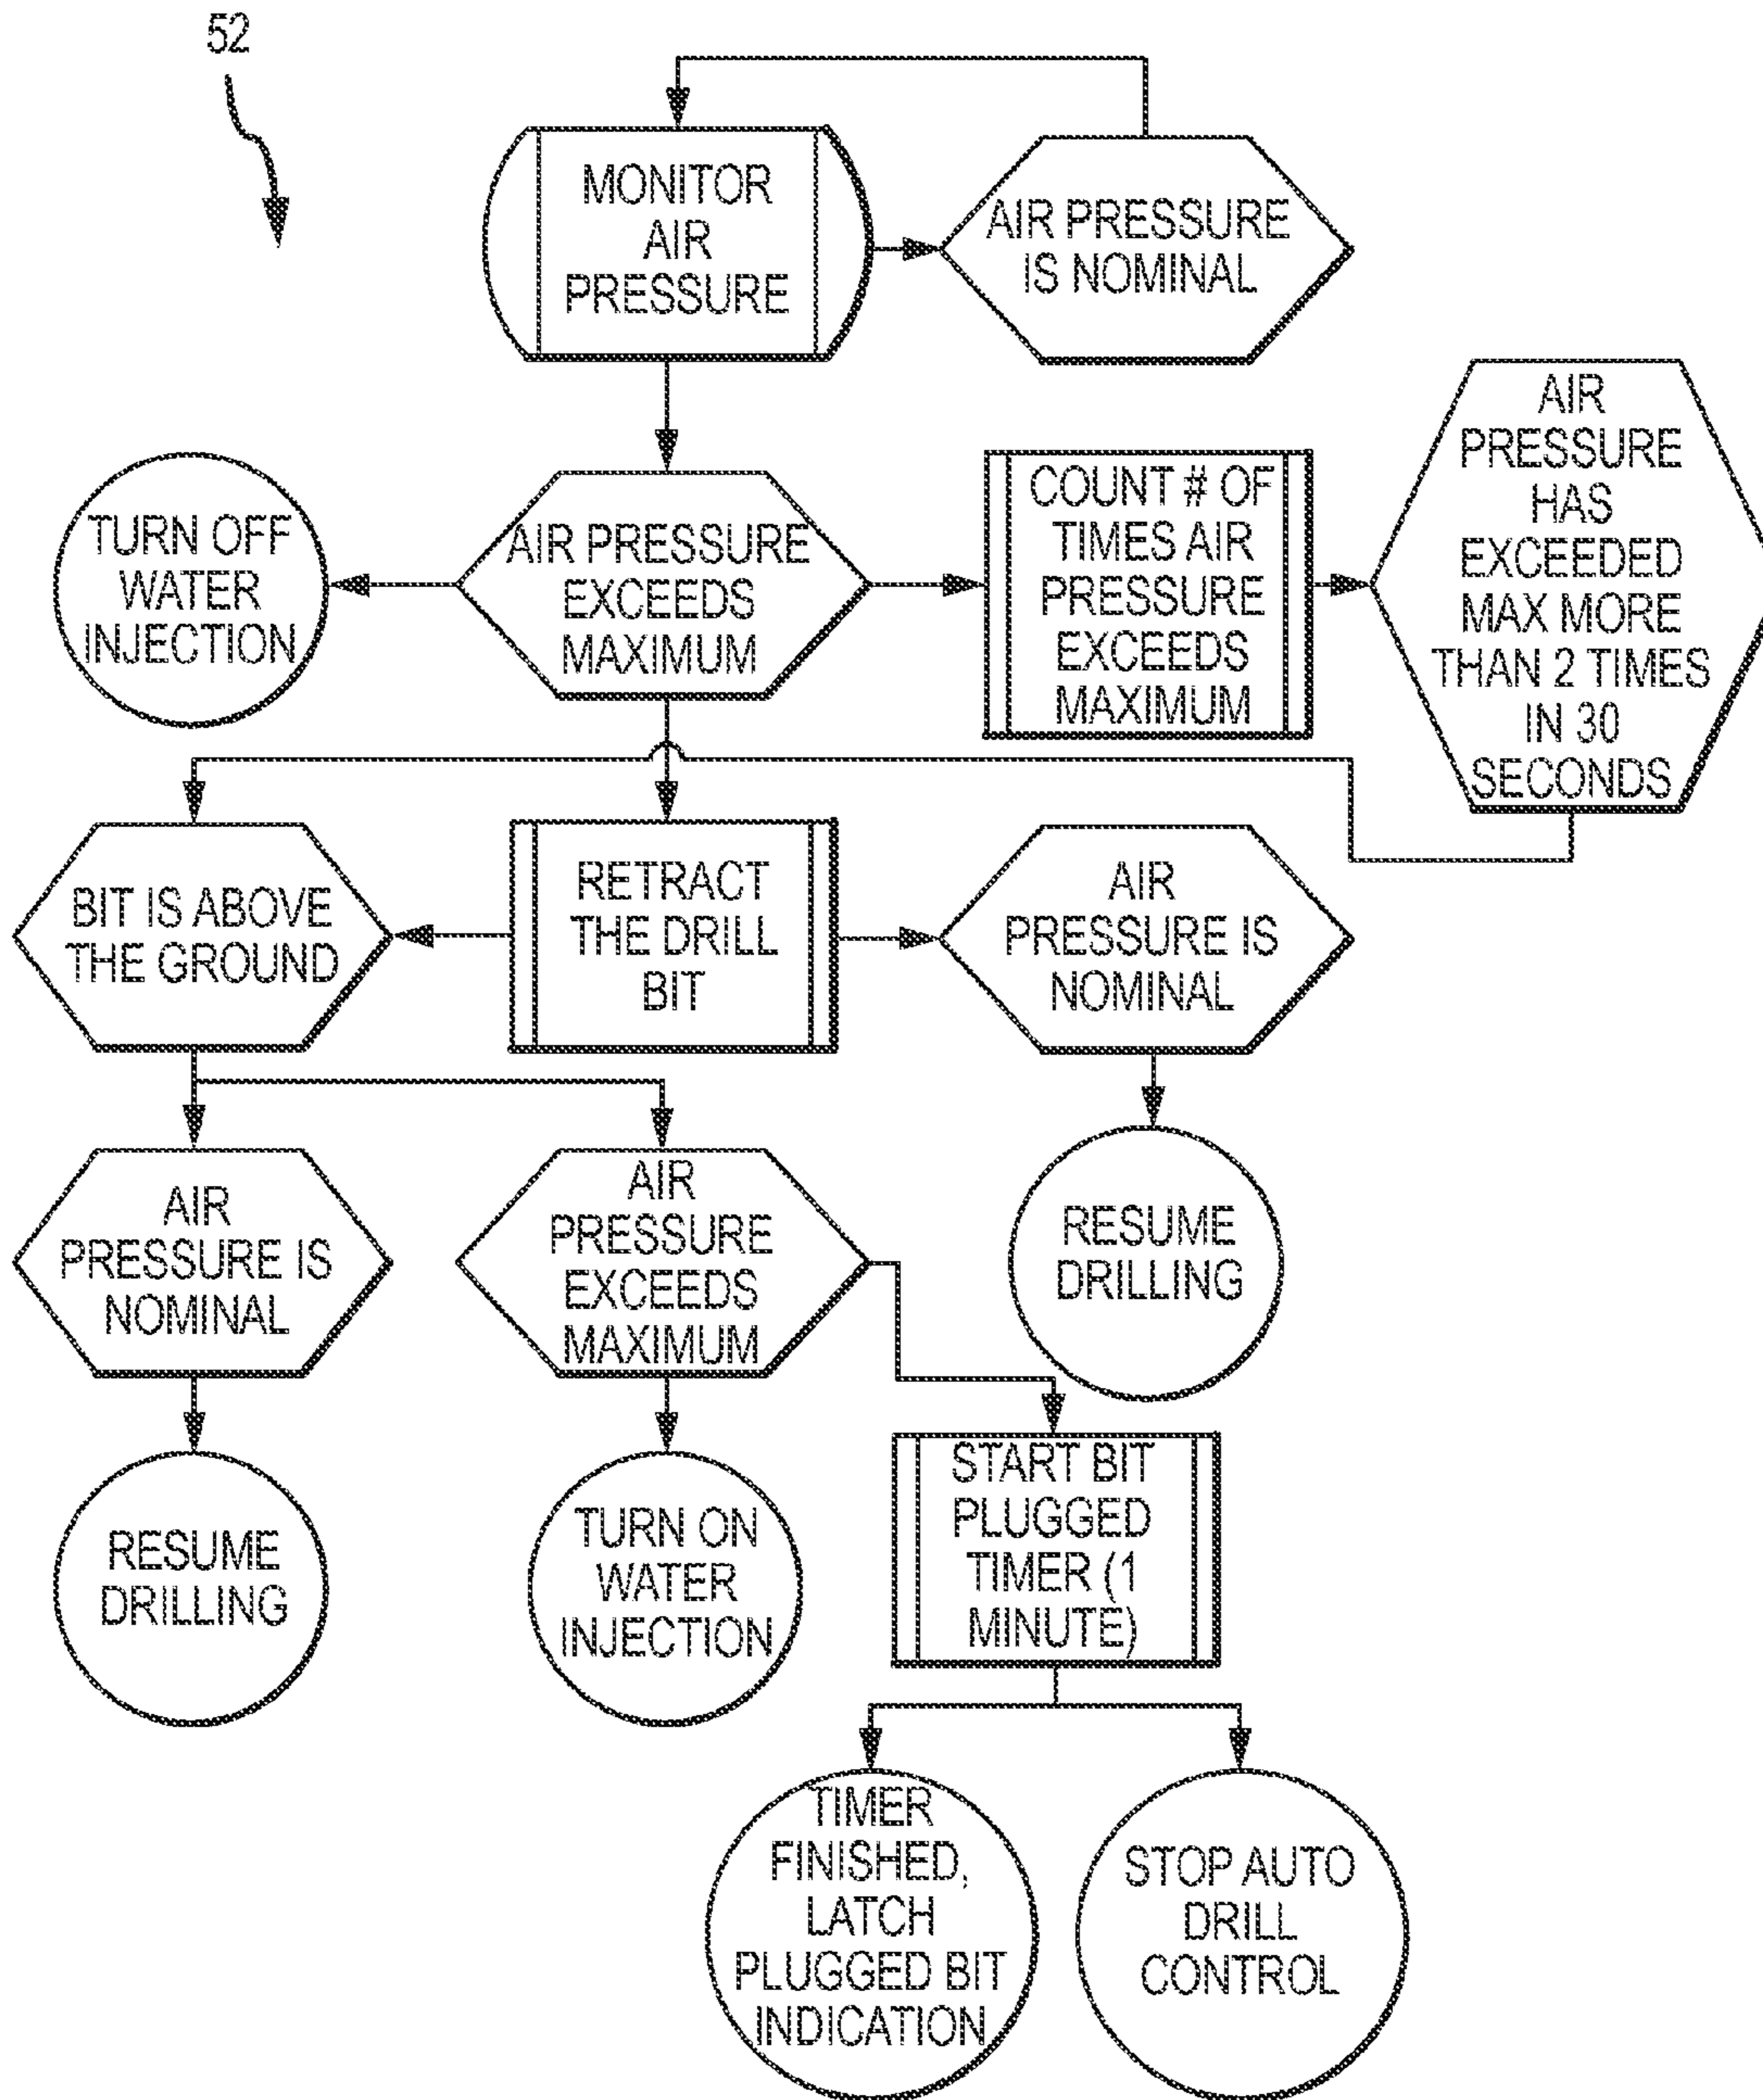 52
MONITOR
AIR
PRESSURE
AIR PRESSURE
IS NOMINAL
TURN OFF
WATER
INJECTION
AIR PRESSURE
EXCEEDS
MAXIMUM
COUNT # OF
TIMES AIR
PRESSURE
EXCEEDS
MAXIMUM
AIR
PRESSURE
HAS
EXCEEDED
MAX MORE
THAN 2 TIMES
IN 30
SECONDS
BIT IS ABOVE
THE GROUND
RETRACT
THE DRILL
BIT
AIR
PRESSURE IS
NOMINAL
AIR
PRESSURE IS
NOMINAL
AIR
PRESSURE
EXCEEDS
MAXIMUM
RESUME
DRILLING
RESUME
DRILLING
TURN ON
WATER
INJECTION
START BIT
PLUGGED
TIMER (1
MINUTE)
TIMER
FINISHED,
LATCH
PLUGGED BIT
INDICATION
STOP AUTO
DRILL
CONTROL